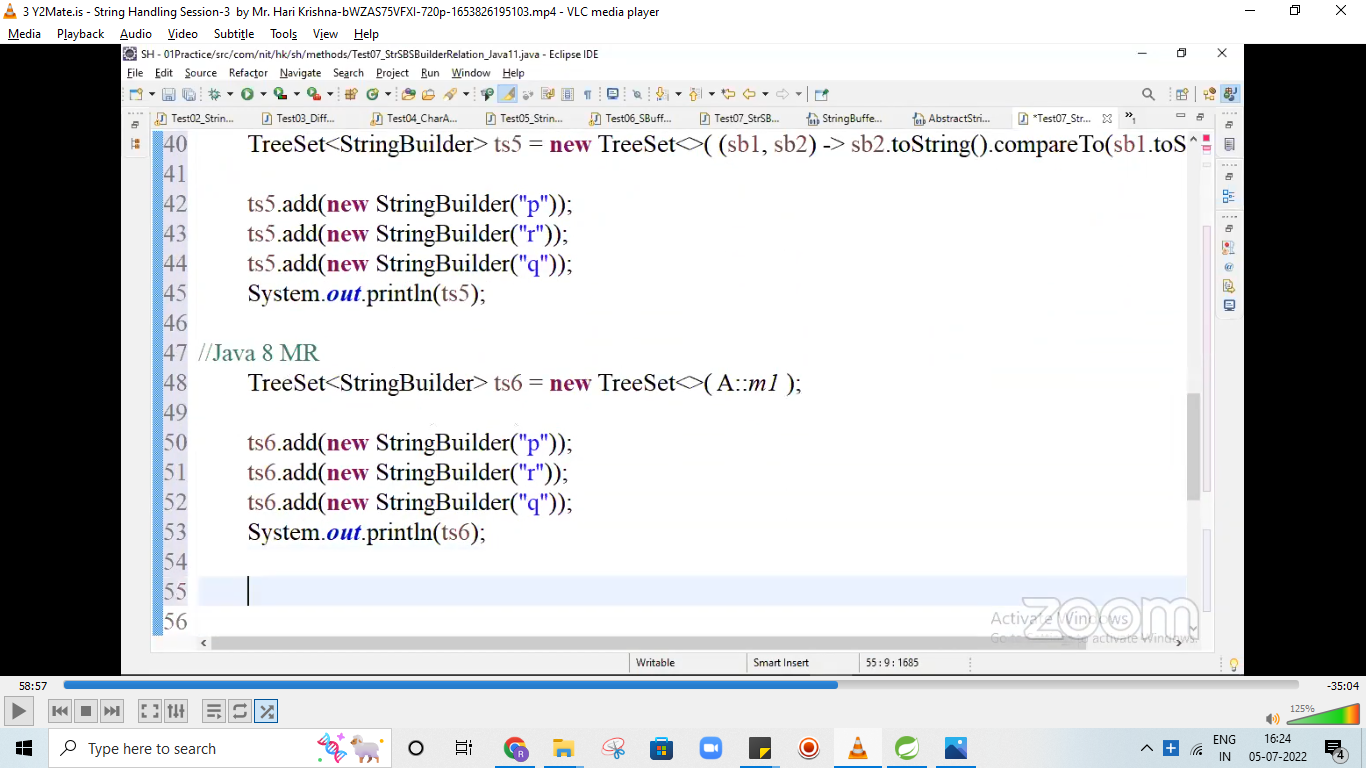 3 Y2Mate.is - String Handling Session-3 by Mr. Hari Krishna-bWZAS75VFXI-720p-1653826195103.mp4 - VLC media player
Media Playback Audio Video Subtitle Tools View Help
SH - 01Practice/src/com/nit/hk/sh/methods/Test07_StrSBSBuilderRelation_Java11.java - Eclipse IDE
File Edit Source Refactor Navigate Search Project Run Window Help
Test02_Strin... Test03_Diff... Test04_CharA... Test05_Strin... Test06_SBuff... Test07_StrSB... StringBuffe... AbstractStri... *Test07_Str... »1
40 TreeSet<StringBuilder> ts5 = new TreeSet<>( (sb1, sb2) -> sb2.toString().compareTo(sb1.toS
41
42 ts5.add(new StringBuilder("p"));
43 ts5.add(new StringBuilder("r"));
44 ts5.add(new StringBuilder("q"));
45 System.out.println(ts5);
46
47 //Java 8 MR
48 TreeSet<StringBuilder> ts6 = new TreeSet<>( A::m1 );
49
50 ts6.add(new StringBuilder("p"));
51 ts6.add(new StringBuilder("r"));
52 ts6.add(new StringBuilder("q"));
53 System.out.println(ts6);
54
55
56
zoom
Activate Windows
Go to Settings to activate Windows.
Writable Smart Insert 55 : 9 : 1685
58:57 -35:04
125%
Type here to search
R
ENG 16:24
IN 05-07-2022 4